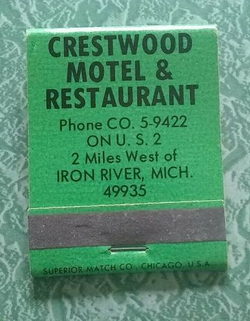 CRESTWOOD
MOTEL &
RESTAURANT
Phone CO. 5-9422
ON U. S. 2
2 Miles West of
IRON RIVER, MICH.
49935
SUPERIOR MATCH CO. CHICAGO, U.S.A.